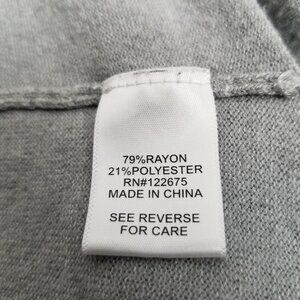 79%RAYON
21%POLYESTER
RN#122675
MADE IN CHINA
SEE REVERSE
FOR CARE